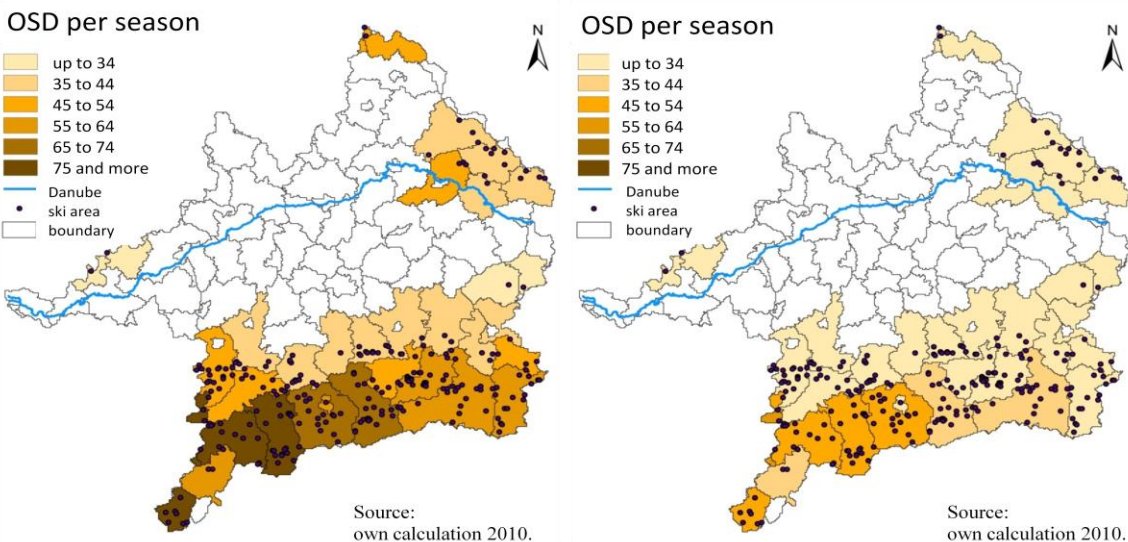 OSD per season
N
up to 34
35 to 44
45 to 54
55 to 64
65 to 74
75 and more
Danube
ski area
boundary
Source:
own calculation 2010.
OSD per season
N
up to 34
35 to 44
45 to 54
55 to 64
65 to 74
75 and more
Danube
ski area
boundary
Source:
own calculation 2010.